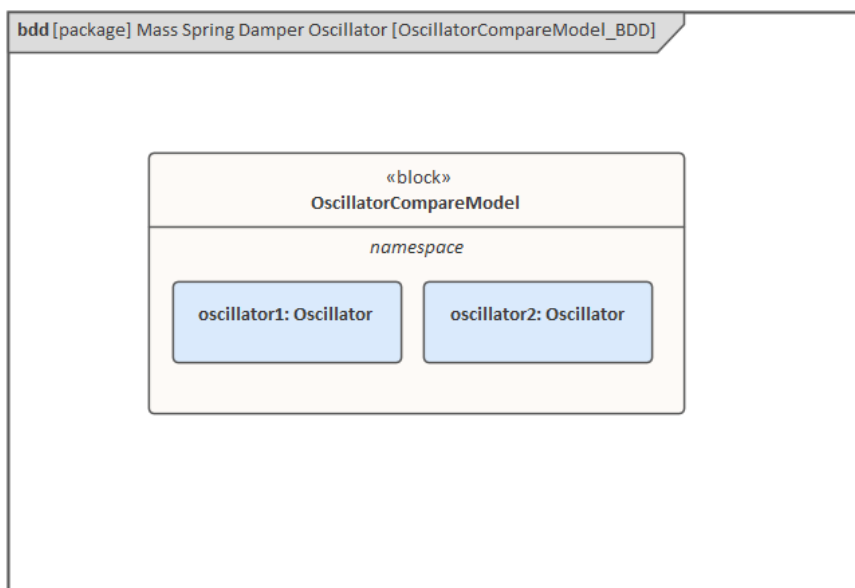 bdd [package] Mass Spring Damper Oscillator [OscillatorCompareModel_BDD]
«block»
OscillatorCompareModel
namespace
oscillator1: Oscillator
oscillator2: Oscillator